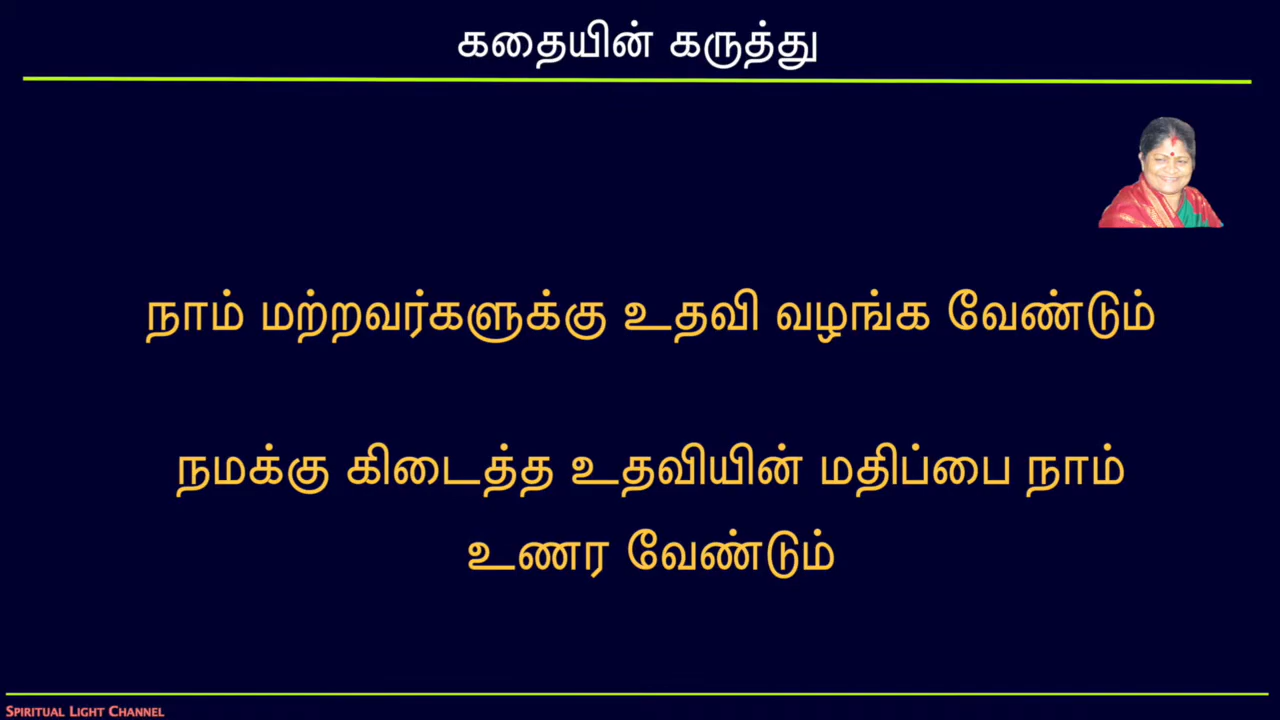 கதையின் கருத்து
நாம் மற்றவர்களுக்கு உதவி வழங்க வேண்டும்
நமக்கு கிடைத்த உதவியின் மதிப்பை நாம்
உணர வேண்டும்
SPIRITUAL LIGHT CHANNEL